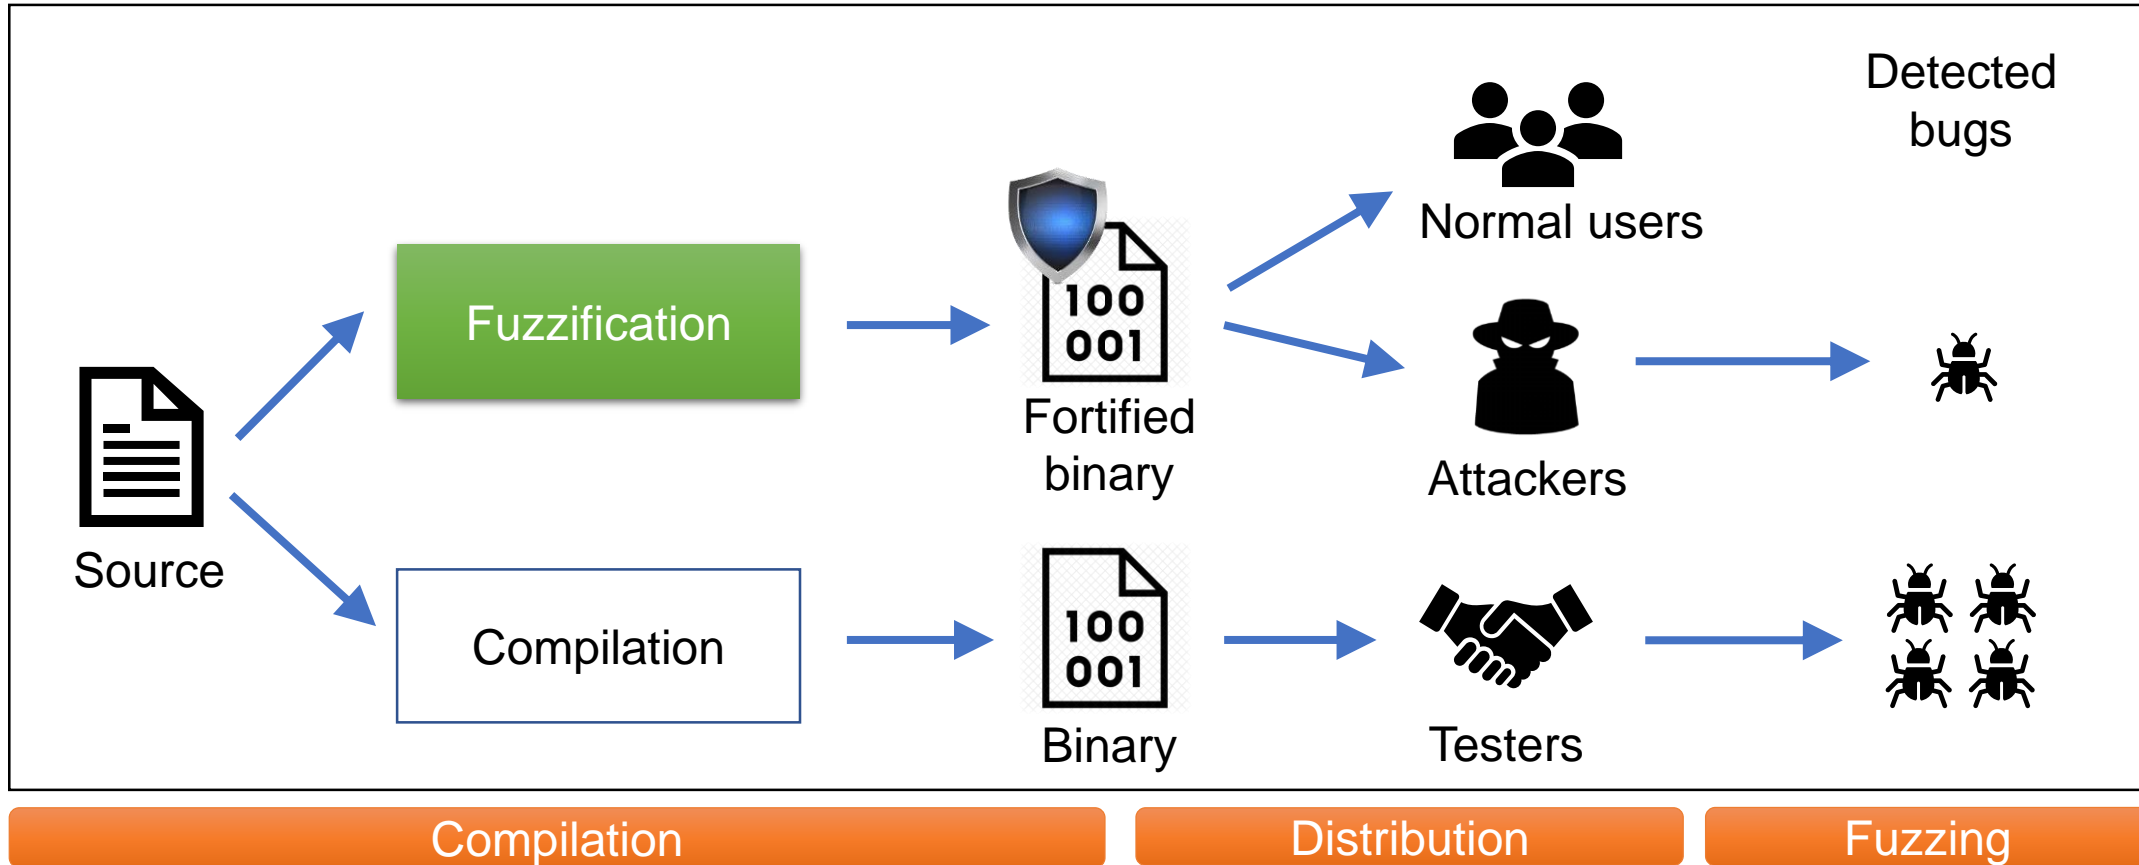 Detected
bugs
Normal users
Fuzzification
100
001
Fortified
binary
Attackers
Source
Compilation
100
001
Binary
Testers
Compilation
Distribution
Fuzzing